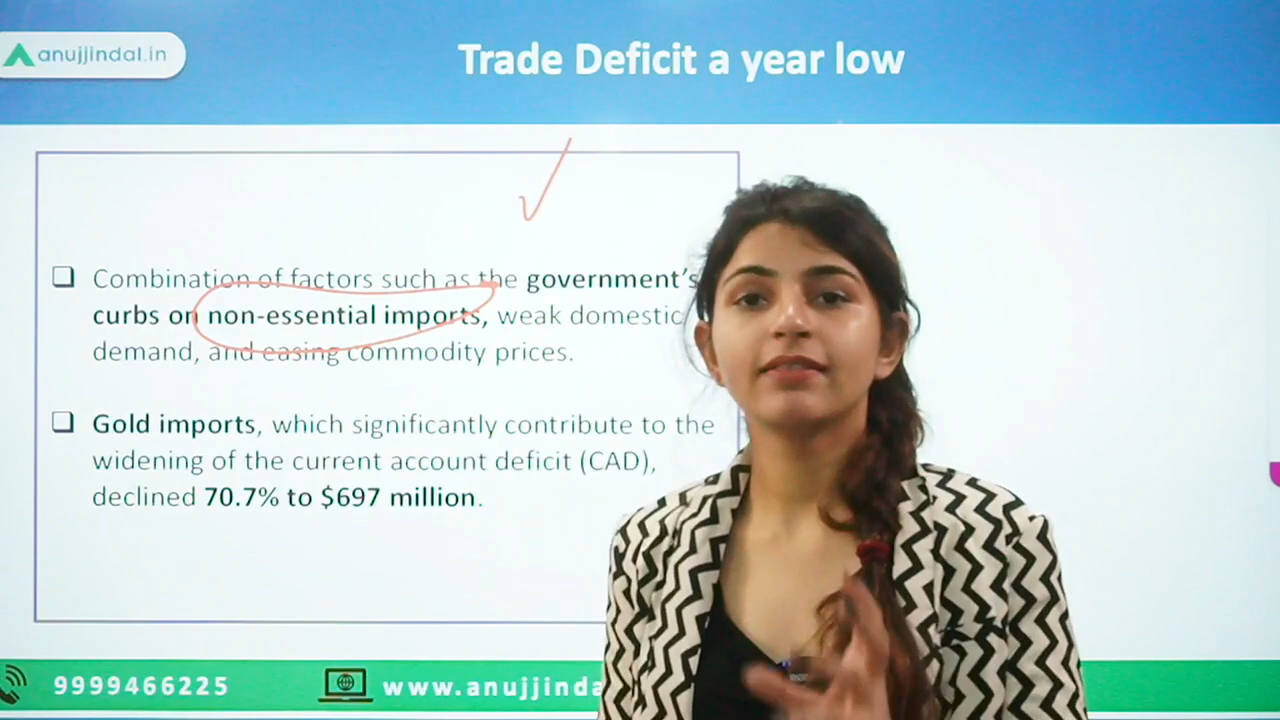 anujjindal.in
Trade Deficit a year low
Combination of factors such as the government's
curbs on non-essential imports, weak domestic
demand, and easing commodity prices.
Gold imports, which significantly contribute to the
widening of the current account deficit (CAD),
declined 70.7% to $697 million.
9999466225
www.anujjinda